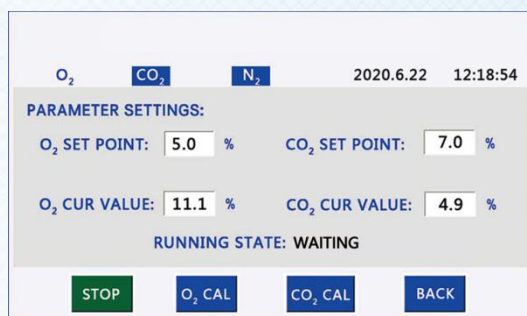 O₂ CO₂ N₂ 2020.6.22 12:18:54
PARAMETER SETTINGS:
O₂ SET POINT: 5.0 % CO₂ SET POINT: 7.0 %
O₂ CUR VALUE: 11.1 % CO₂ CUR VALUE: 4.9 %
RUNNING STATE: WAITING
STOP O₂ CAL CO₂ CAL BACK